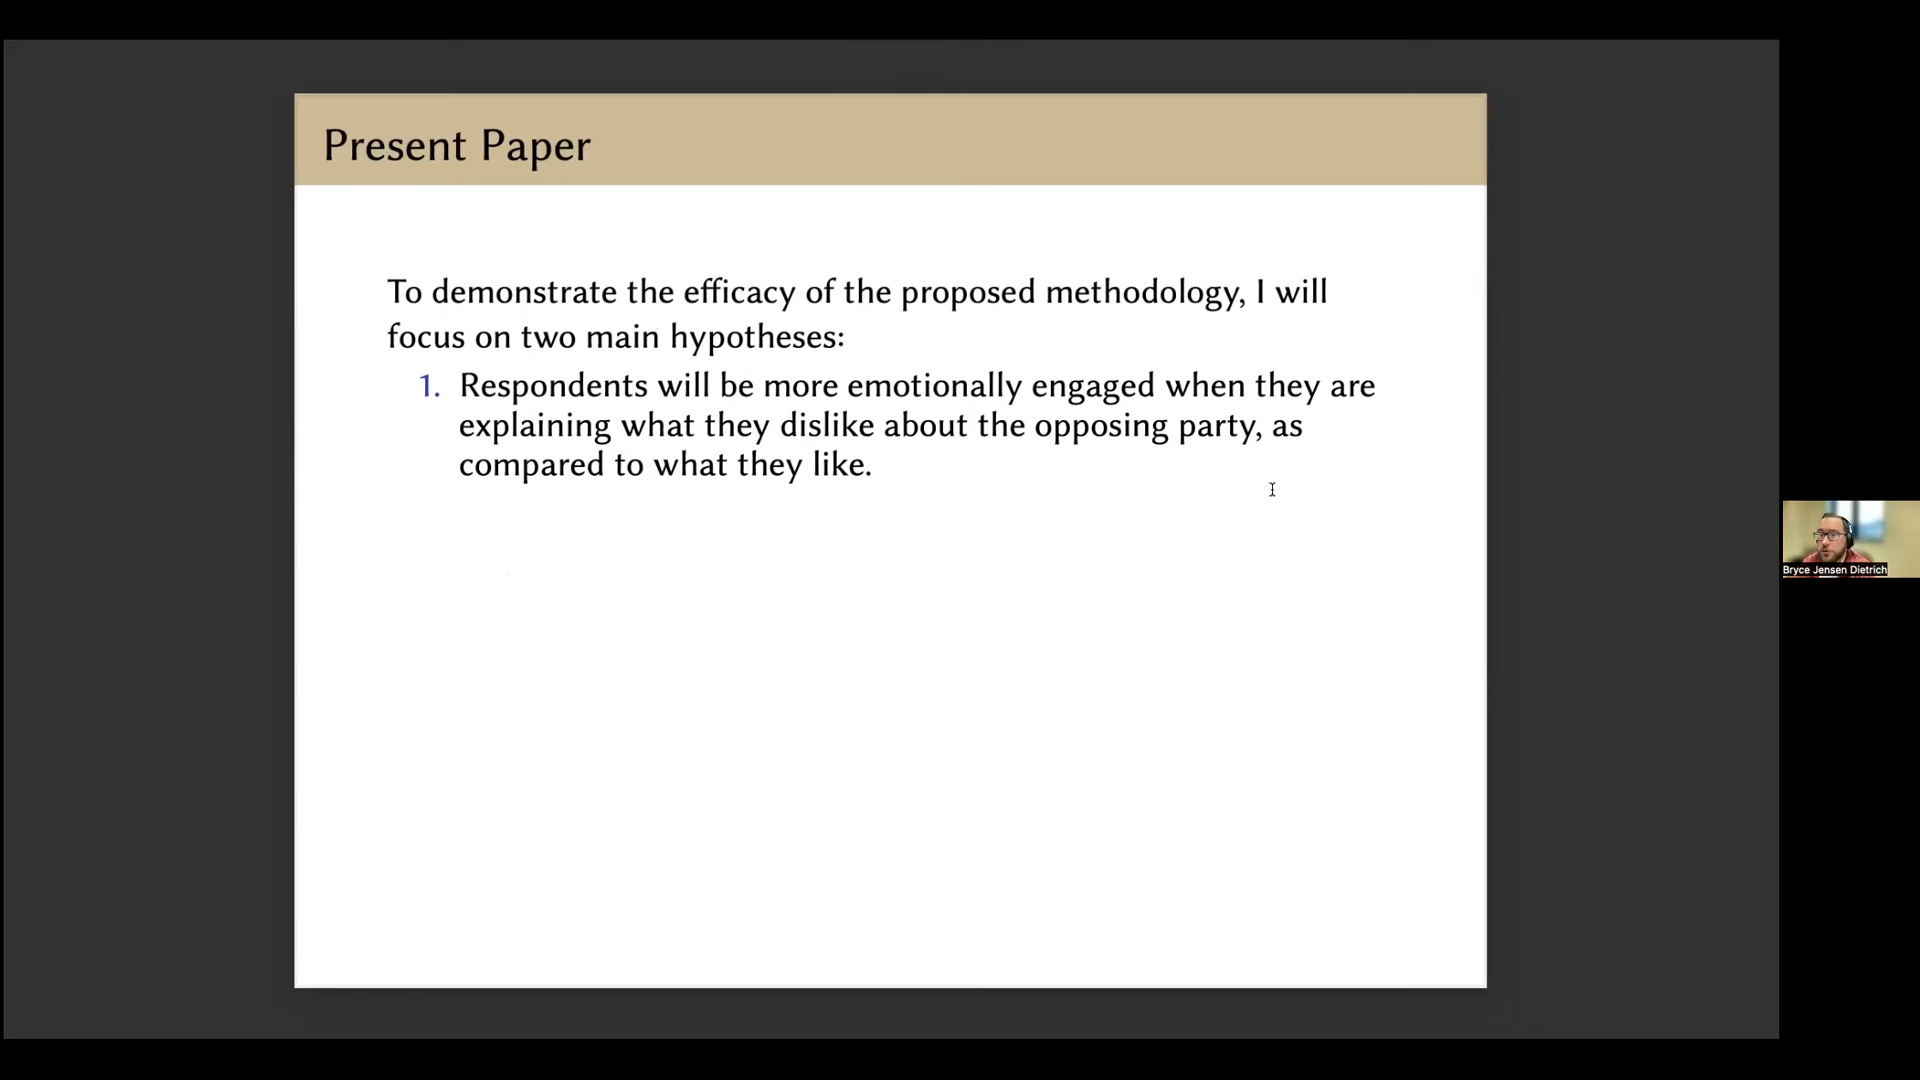 Present Paper
To demonstrate the efficacy of the proposed methodology, I will
focus on two main hypotheses:
1. Respondents will be more emotionally engaged when they are
explaining what they dislike about the opposing party, as
compared to what they like.
Bryce Jensen Dietrich